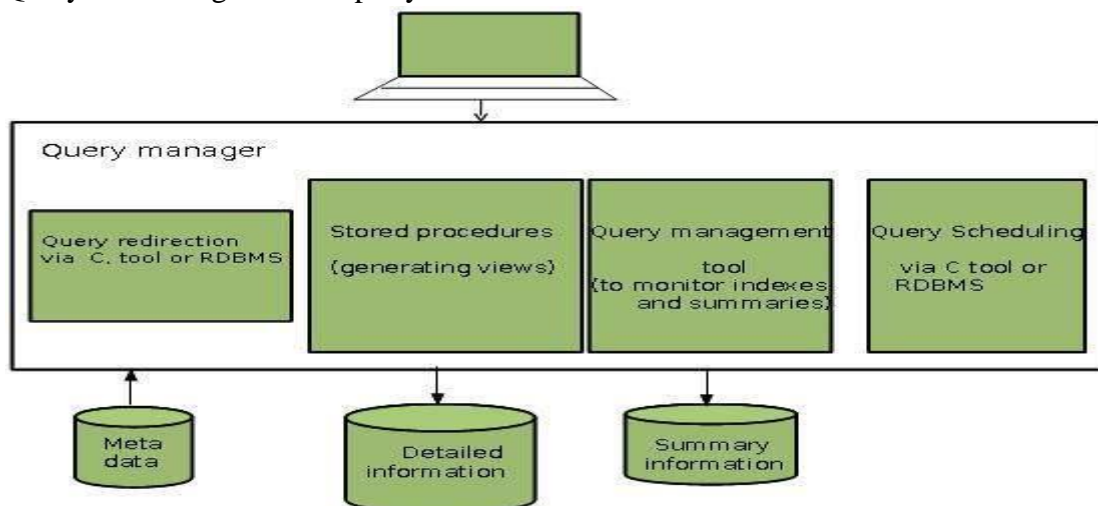 Query manager
Query redirection
via C, tool or RDBMS
Stored procedures
(generating views)
Query management
tool
(to monitor indexes
and summaries)
Query Scheduling
via C tool or
RDBMS
Meta
data
Detailed
information
Summary
information